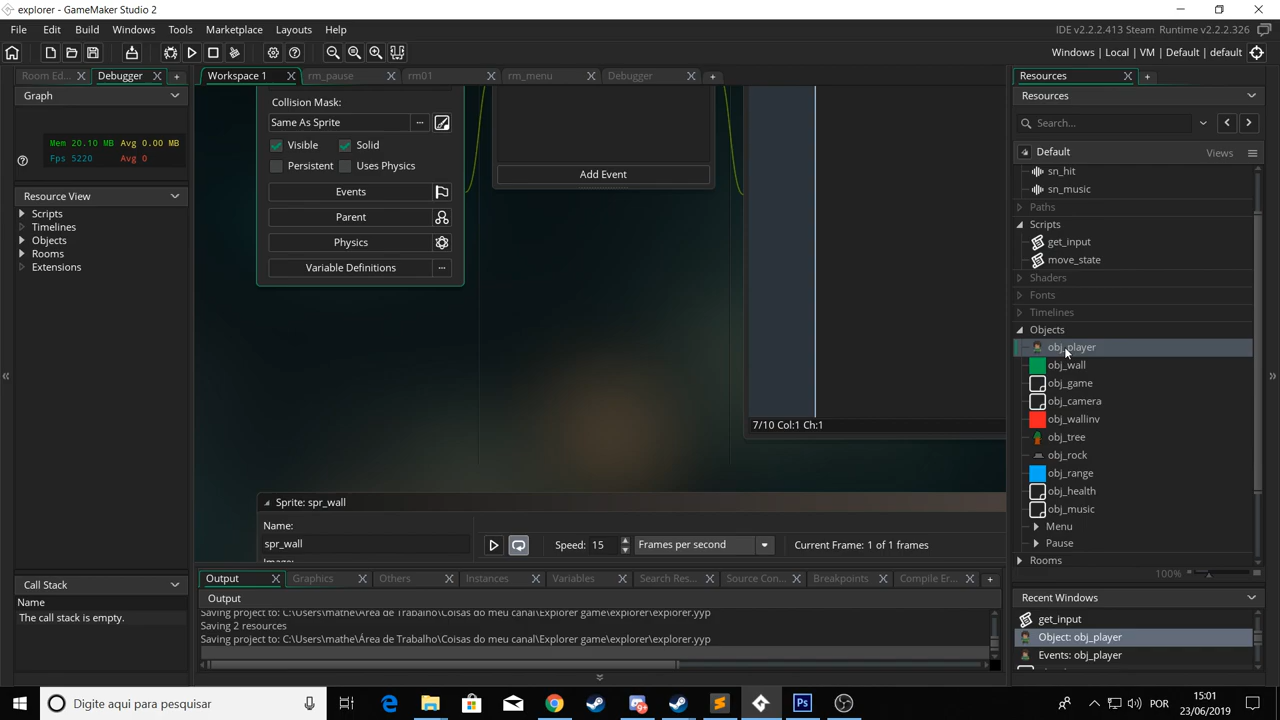 explorer - GameMaker Studio 2
File Edit Build Windows Tools Marketplace Layouts Help
IDE v2.2.2.413 Steam Runtime v2.2.2.326
Windows | Local | VM | Default | default
Room Ed...
Debugger
Graph
Md: 20.10 MB Avg: 0.00 MB
Fps 5220 Avg 0
Resource View
Scripts
Timelines
Objects
Rooms
Extensions
Call Stack
Name
The call stack is empty.
Workspace 1
rm_pause
rm01
rm_menu
Debugger
Collision Mask:
Same As Sprite
Visible
Solid
Persistent
Uses Physics
Events
Parent
Physics
Variable Definitions
Add Event
7/10 Col:1 Ch:1
Sprite: spr_wall
Name:
spr_wall
Speed: 15 Frames per second
Current Frame: 1 of 1 frames
Output
Graphics
Others
Instances
Variables
Search Res...
Source Con...
Breakpoints
Compile Er...
Output
Saving project to: C:\Users\mathe\Área de Trabalho\Coisas do meu canal\Explorer game\explorer\explorer.yyp
Saving 2 resources
Saving project to: C:\Users\mathe\Área de Trabalho\Coisas do meu canal\Explorer game\explorer\explorer.yyp
Resources
Resources
Search...
Default
Views
sn_hit
sn_music
Paths
Scripts
get_input
move_state
Shaders
Fonts
Timelines
Objects
obj_player
obj_wall
obj_game
obj_camera
obj_wallinv
obj_tree
obj_rock
obj_range
obj_health
obj_music
Menu
Pause
Rooms
100%
Recent Windows
get_input
Object: obj_player
Events: obj_player
Digite aqui para pesquisar
POR
15:01
23/06/2019